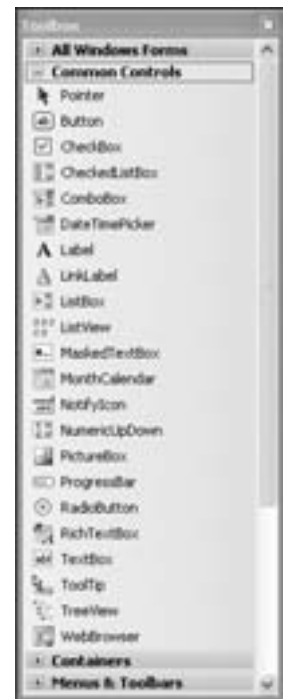 Toolbox
All Windows Forms
Common Controls
Pointer
Button
CheckBox
CheckedListBox
ComboBox
DateTimePicker
Label
LinkLabel
ListBox
ListView
MaskedTextBox
MonthCalendar
NotifyIcon
NumericUpDown
PictureBox
ProgressBar
RadioButton
RichTextBox
TextBox
ToolTip
TreeView
WebBrowser
Containers
Menus & Toolbars